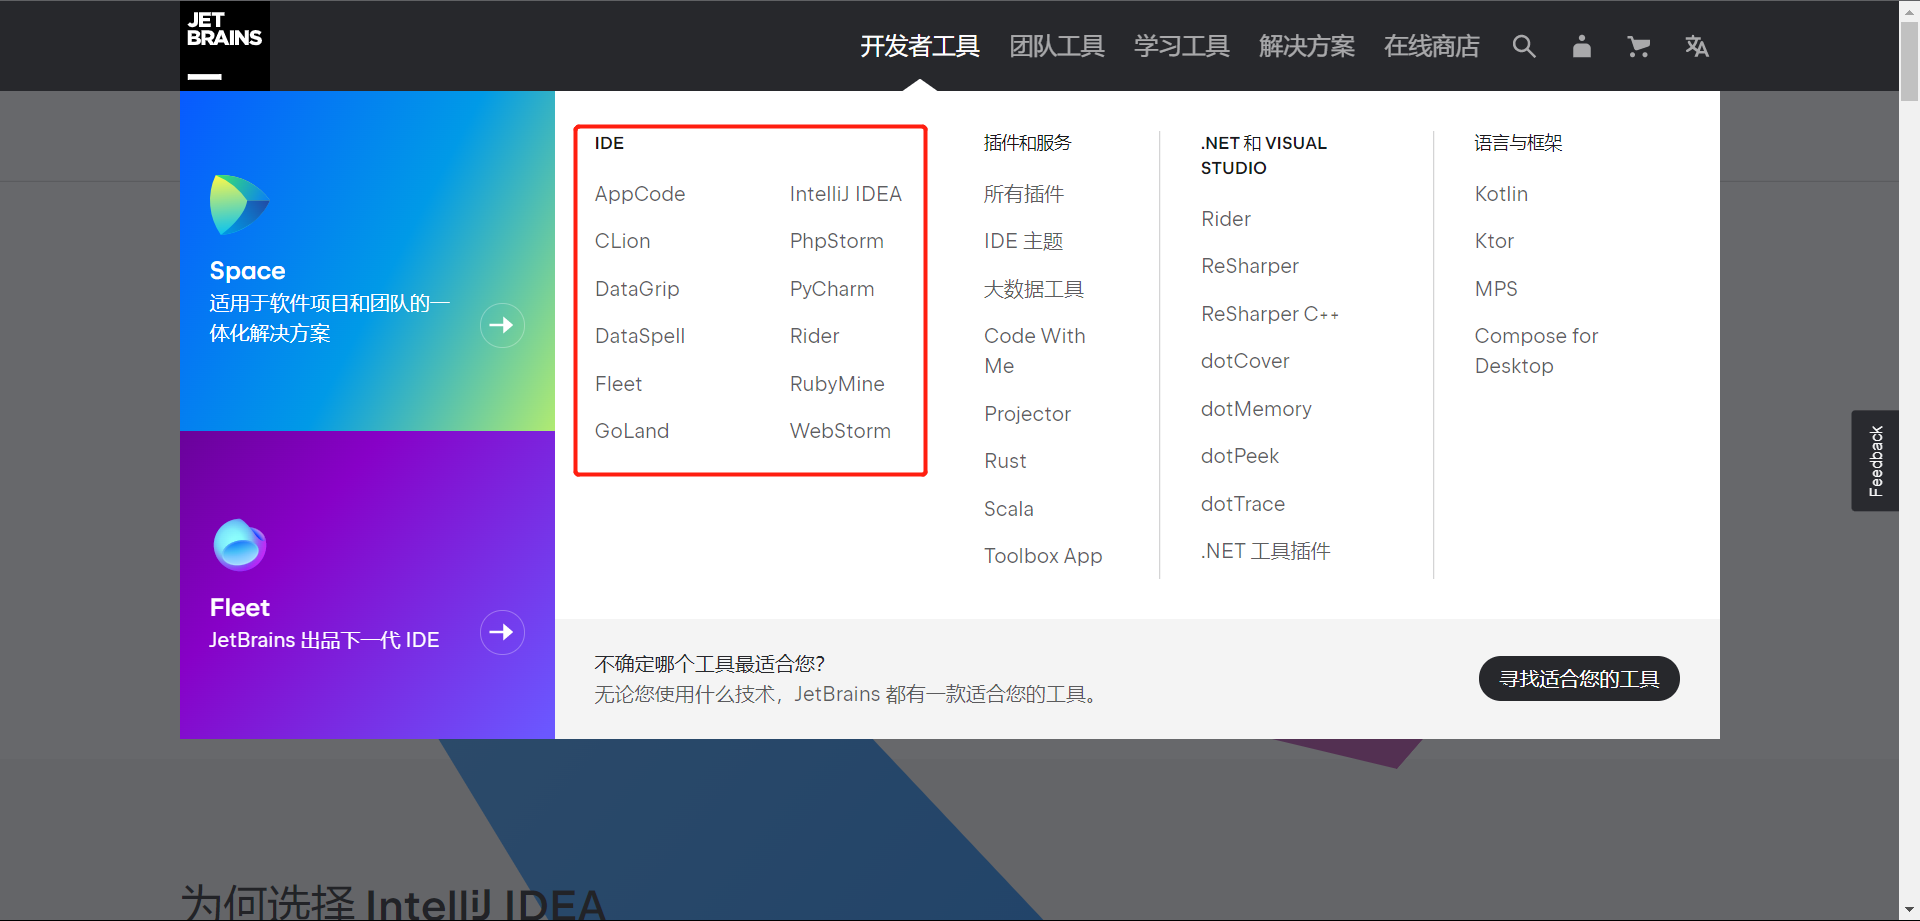 JET
BRAINS
开发者工具
团队工具
学习工具
解决方案
在线商店
Space
适用于软件项目和团队的一
体化解决方案
Fleet
JetBrains 出品下一代 IDE
IDE
AppCode
CLion
DataGrip
DataSpell
Fleet
GoLand
IntelliJ IDEA
PhpStorm
PyCharm
Rider
RubyMine
WebStorm
插件和服务
所有插件
IDE 主题
大数据工具
Code With
Me
Projector
Rust
Scala
Toolbox App
.NET 和 VISUAL
STUDIO
Rider
ReSharper
ReSharper C++
dotCover
dotMemory
dotPeek
dotTrace
.NET 工具插件
语言与框架
Kotlin
Ktor
MPS
Compose for
Desktop
不确定哪个工具最适合您?
无论您使用什么技术，JetBrains 都有一款适合您的工具。
寻找适合您的工具
Feedback
为何选择 IntelliJ IDEA